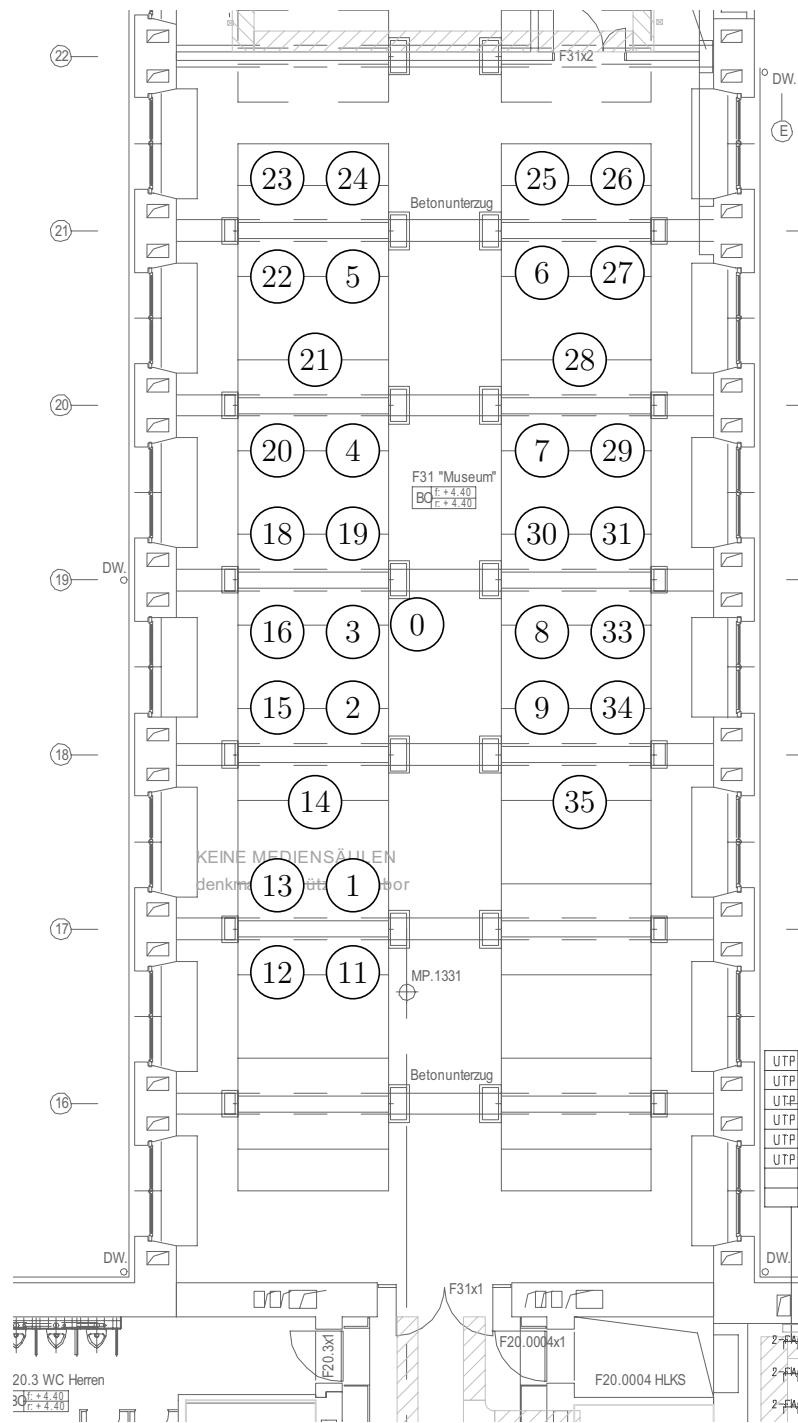 22
F31x2
DW.
E
23 24 25 26
Betonunterzug
21
22 5 6 27
21 28
20
20 4 7 29
F31 "Museum"
BO f: + 4.40
r: + 4.40
18 19 30 31
DW.
19
0
16 3 8 33
15 2 9 34
18
14 35
KEINE MEDIENSÄULEN
13 1
17
12 11
MP.1331
UTP
Betonunterzug
UTP
16
UTP
UTP
UTP
UTP
DW.
DW.
F31x1
F20.3x1
F20.0004x1
20.3 WC Herren
F20.0004 HLKS
f: + 4.40
r: + 4.40